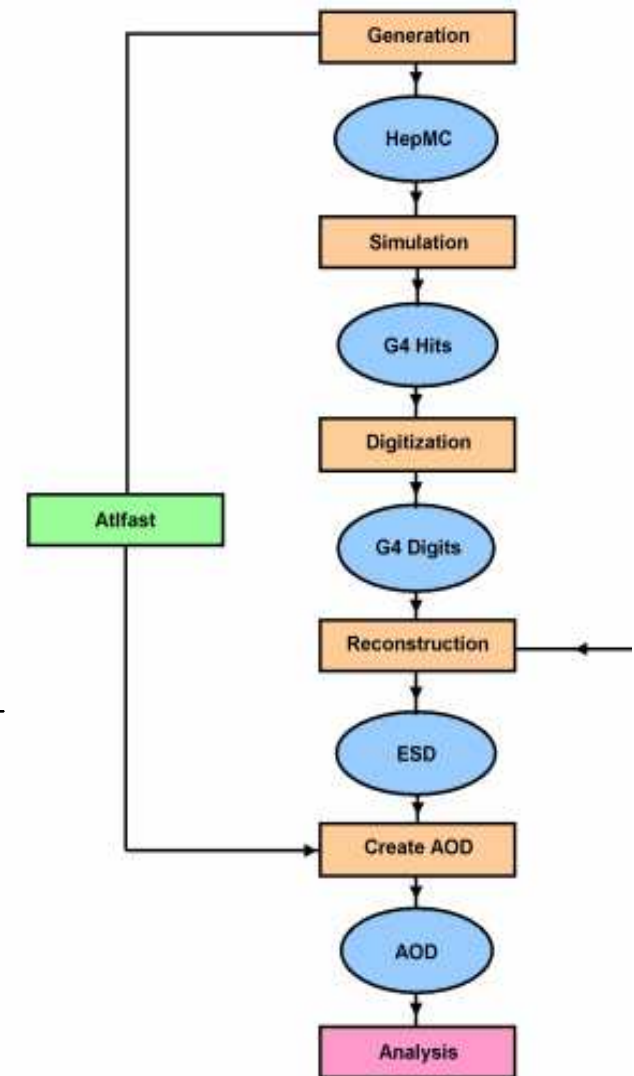 Generation
HepMC
Simulation
G4 Hits
Digitization
Atlfast
G4 Digits
Reconstruction
ESD
Create AOD
AOD
Analysis